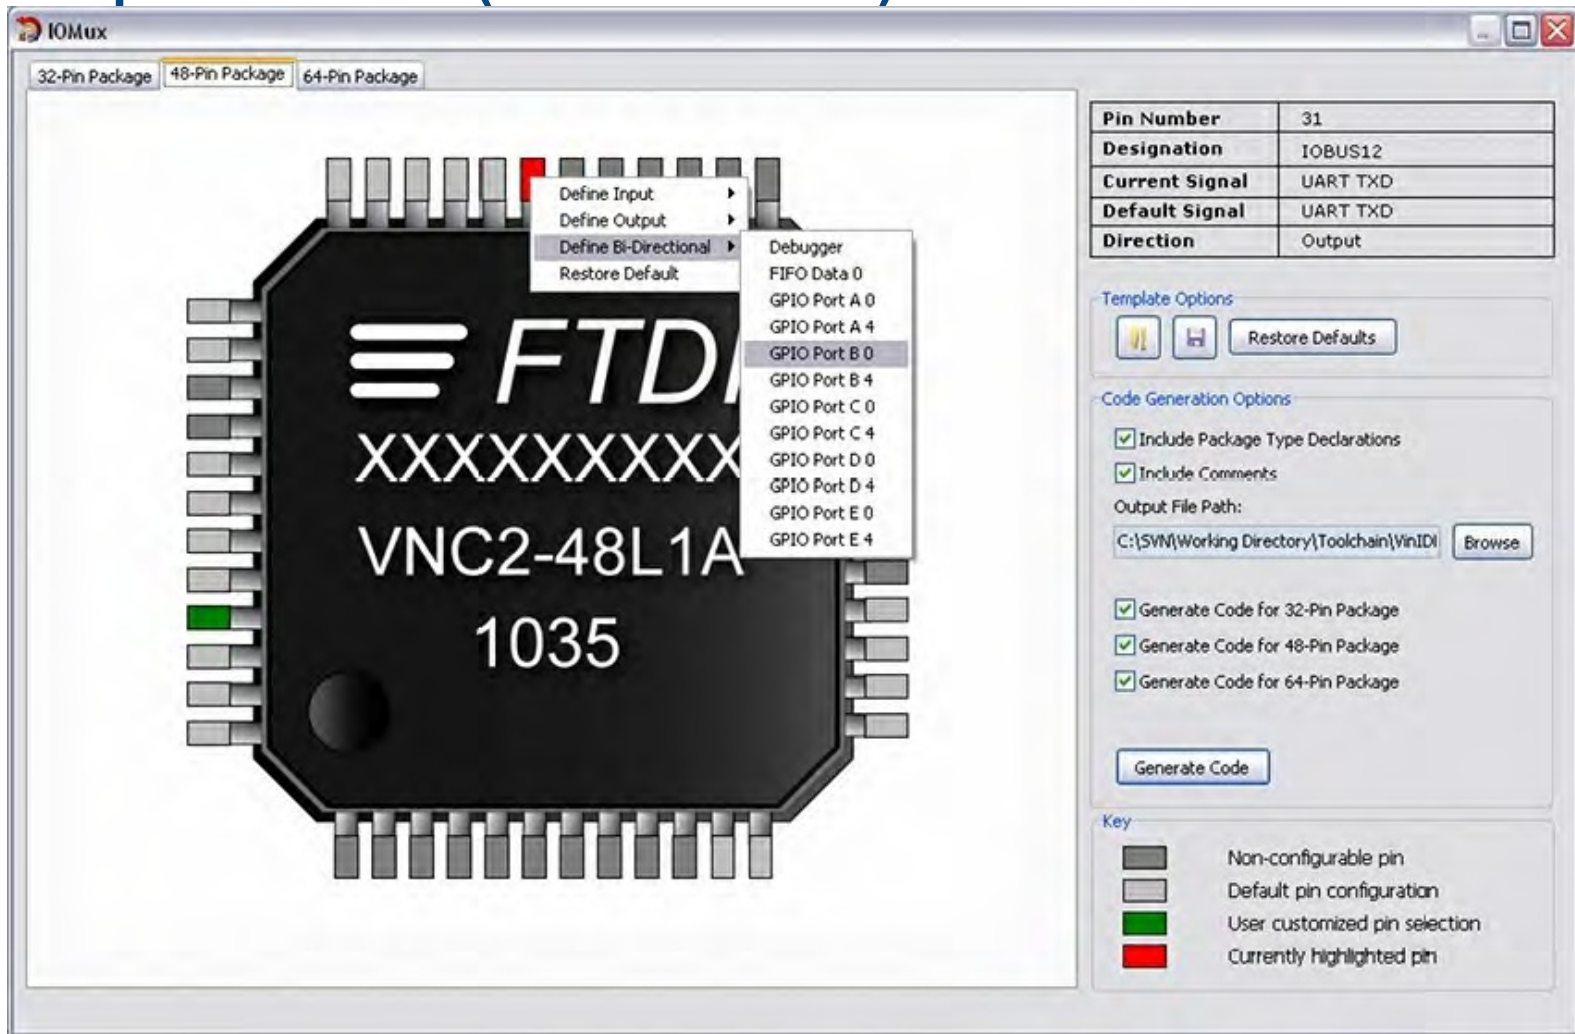 IOMux
32-Pin Package 48-Pin Package 64-Pin Package
Pin Number 31
Designation IOBUS12
Current Signal UART TXD
Default Signal UART TXD
Direction Output
Define Input
Define Output
Define Bi-Directional
Restore Default
Debugger
FIFO Data 0
GPIO Port A 0
GPIO Port A 4
GPIO Port B 0
GPIO Port B 4
GPIO Port C 0
GPIO Port C 4
GPIO Port D 0
GPIO Port D 4
GPIO Port E 0
GPIO Port E 4
FTD
XXXXXXXXX
VNC2-48L1A
1035
Template Options
Restore Defaults
Code Generation Options
Include Package Type Declarations
Include Comments
Output File Path:
C:\SVN\Working Directory\Toolchain\VinIDI Browse
Generate Code for 32-Pin Package
Generate Code for 48-Pin Package
Generate Code for 64-Pin Package
Generate Code
Key
Non-configurable pin
Default pin configuration
User customized pin selection
Currently highlighted pin